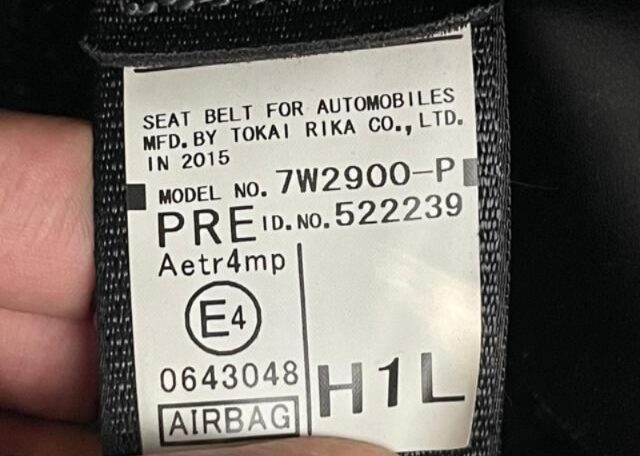 SEAT BELT FOR AUTOMOBILES
MFD. BY TOKAI RIKA CO., LTD.
IN 2015
MODEL NO. 7W2900-P
PRE ID.NO. 522239
Aetr4mp
E4
0643048
H1L
AIRBAG